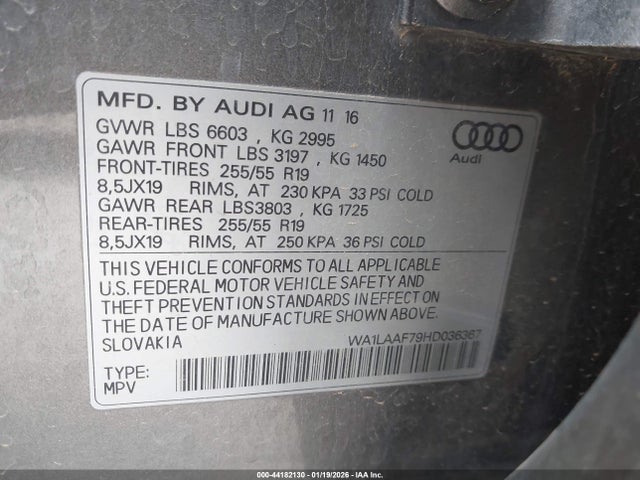 MFD. BY AUDI AG 11 16
GVWR LBS 6603 , KG 2995
GAWR FRONT LBS 3197 , KG 1450
FRONT-TIRES 255/55 R19
8,5JX19 RIMS, AT 230 KPA 33 PSI COLD
GAWR REAR LBS3803 , KG 1725
REAR-TIRES 255/55 R19
8,5JX19 RIMS, AT 250 KPA 36 PSI COLD
Audi
THIS VEHICLE CONFORMS TO ALL APPLICABLE
U.S. FEDERAL MOTOR VEHICLE SAFETY AND
THEFT PREVENTION STANDARDS IN EFFECT ON
THE DATE OF MANUFACTURE SHOWN ABOVE.
SLOVAKIA WA1LAAF79HD036367
TYPE:
MPV
000-44182130 - 01/19/2026 - IAA Inc.